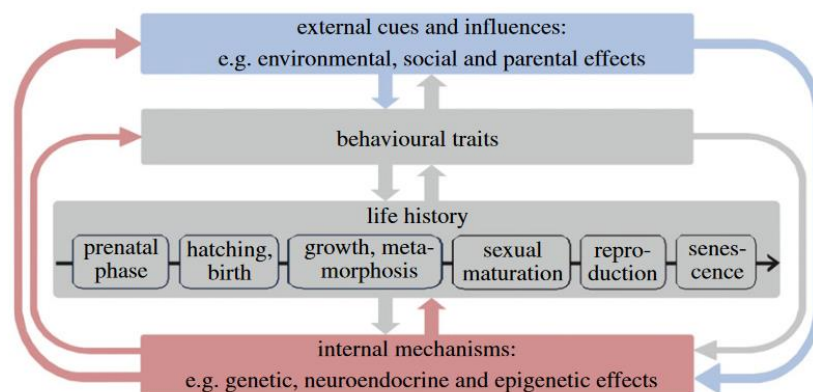 external cues and influences:
e.g. environmental, social and parental effects
behavioural traits
life history
prenatal
phase
hatching,
birth
growth, meta-
morphosis
sexual
maturation
repro-
duction
senes-
cence
internal mechanisms:
e.g. genetic, neuroendocrine and epigenetic effects